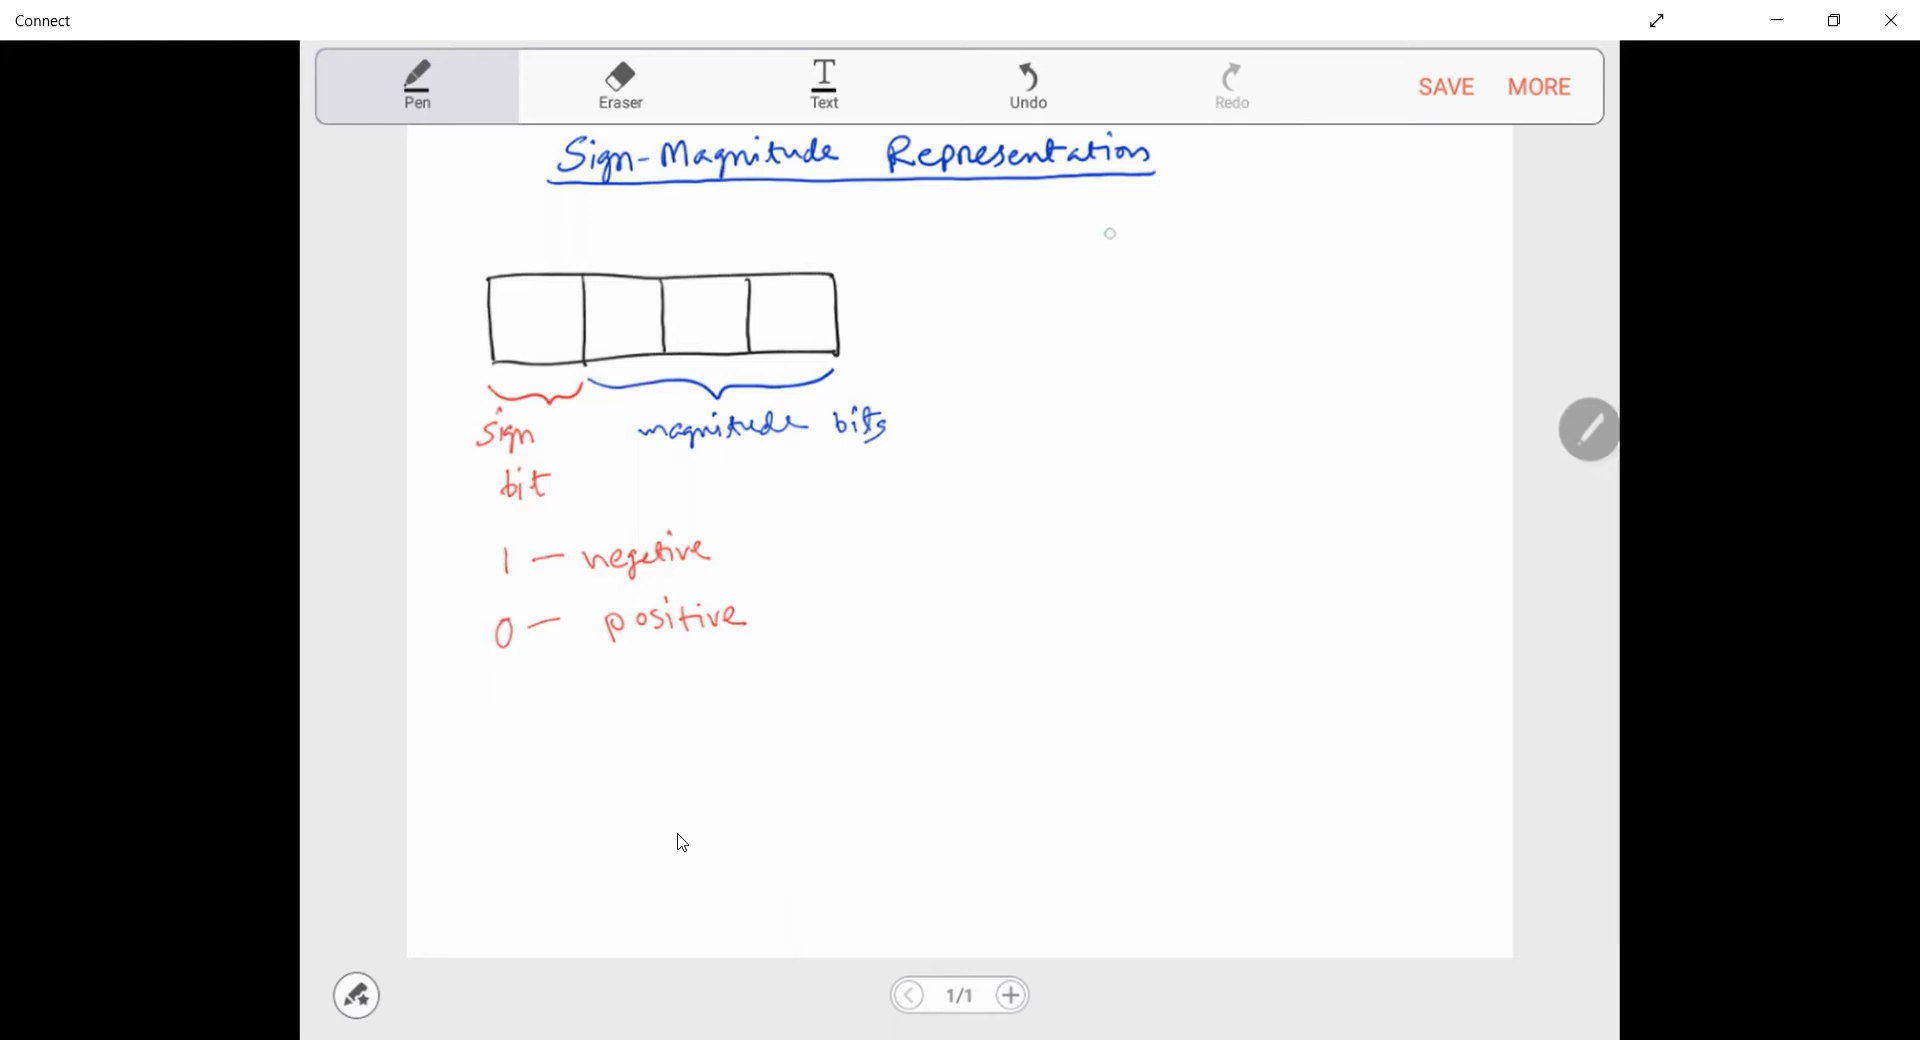 Connect
Pen
Eraser
Text
Undo
Redo
SAVE
MORE
Sign-Magnitude Representation
sign
bit
magnitude bits
1 — negetive
0 — positive
1/1